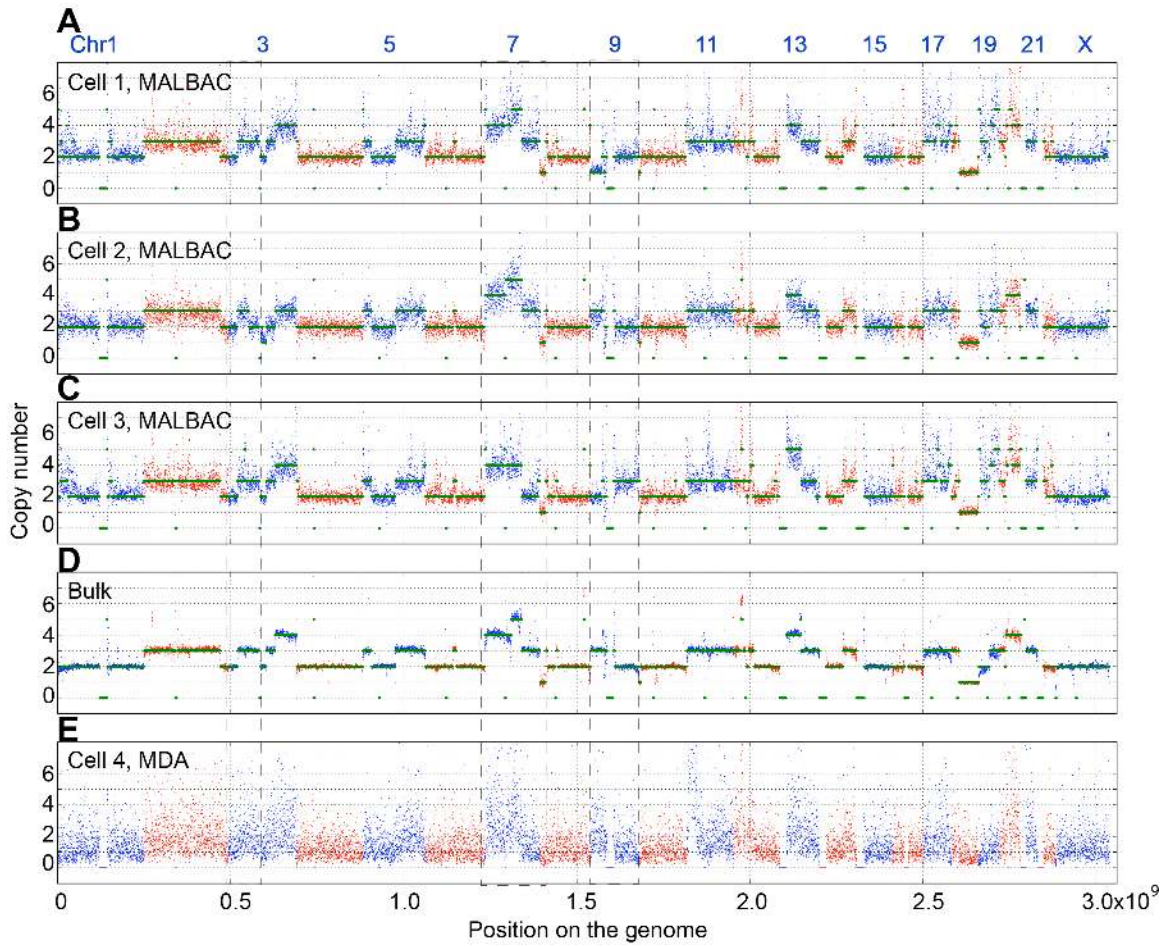 A
Chr1 3 5 7 9 11 13 15 17 19 21 X
Cell 1, MALBAC
6
4
2
0
B
Cell 2, MALBAC
6
4
2
0
C
Cell 3, MALBAC
6
4
2
0
Copy number
D
Bulk
6
4
2
0
E
Cell 4, MDA
6
4
2
0
0 0.5 1.0 1.5 2.0 2.5 3.0x10⁹
Position on the genome